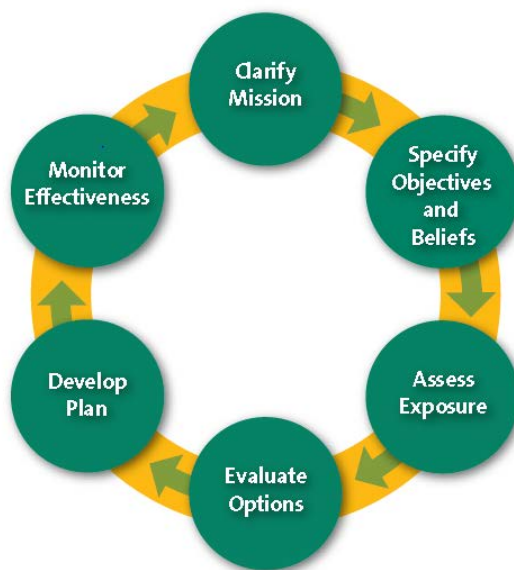 Clarify
Mission
Specify
Objectives
and
Beliefs
Assess
Exposure
Evaluate
Options
Develop
Plan
Monitor
Effectiveness